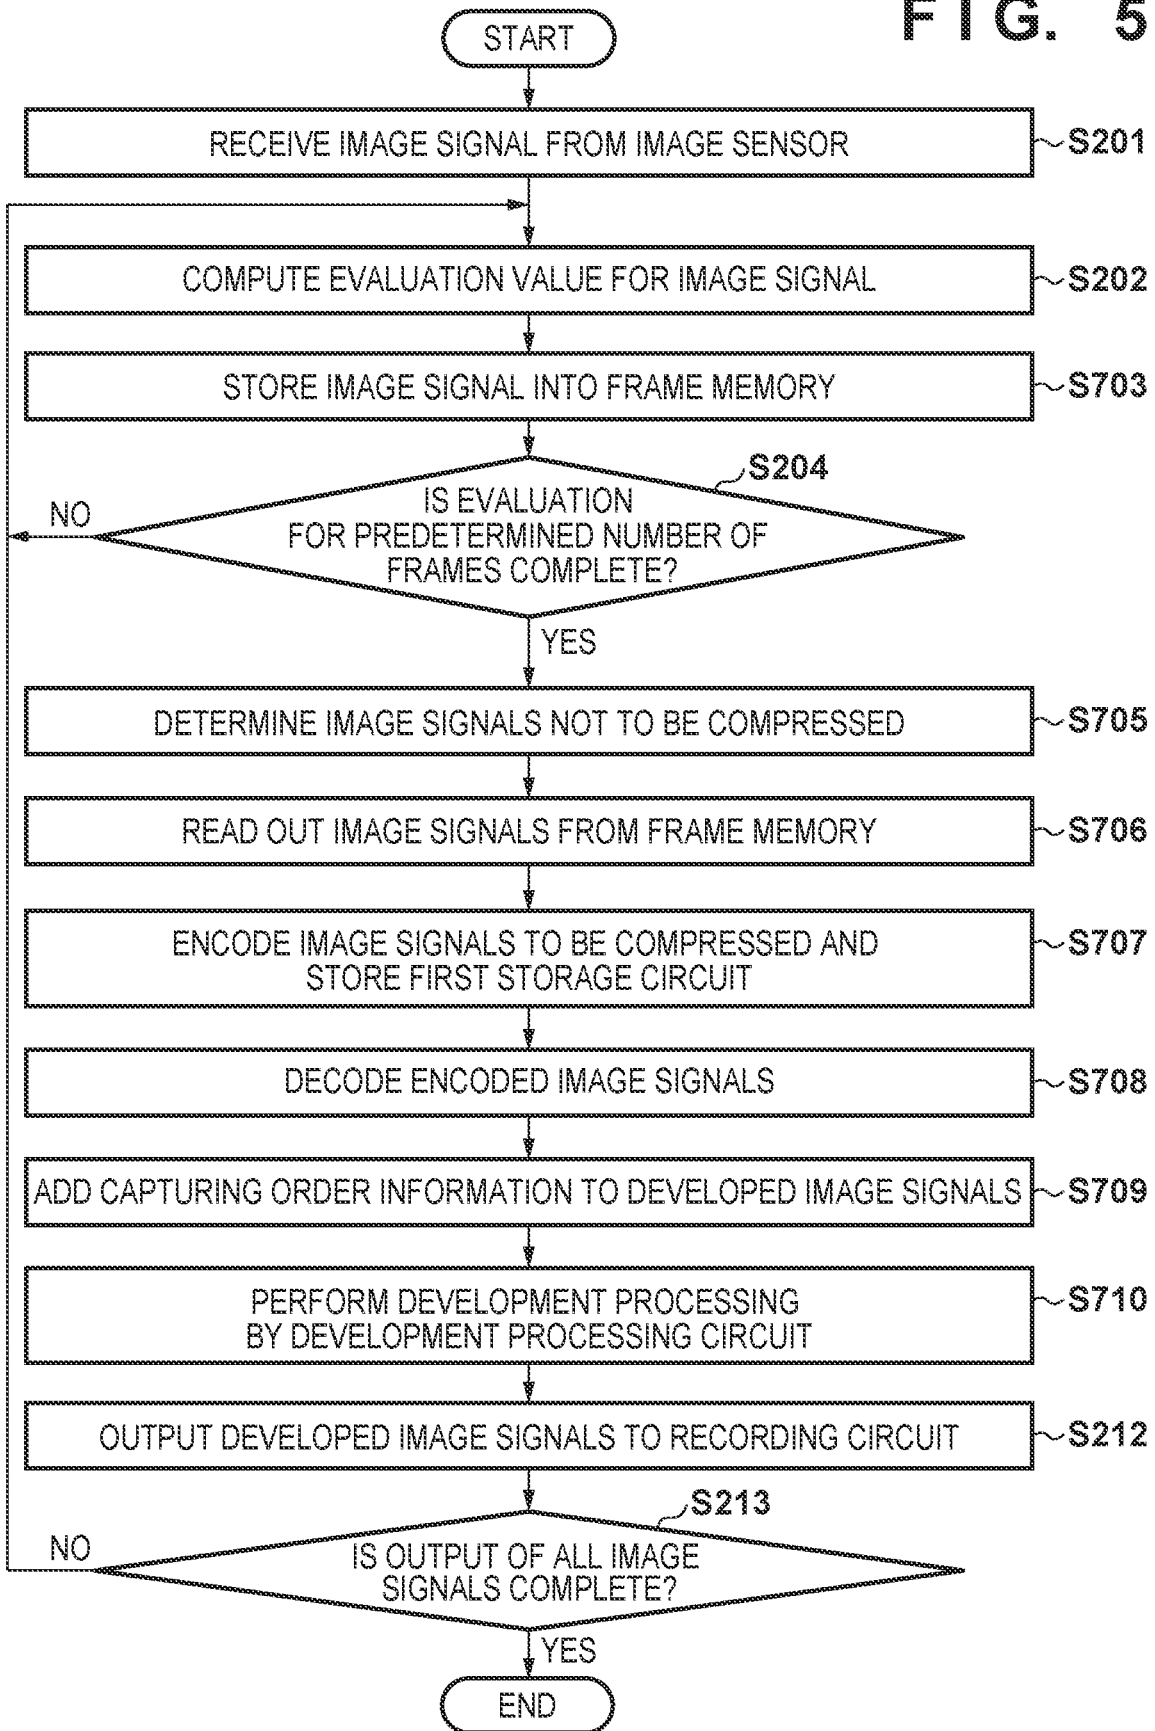 FIG. 5
START
RECEIVE IMAGE SIGNAL FROM IMAGE SENSOR
S201
COMPUTE EVALUATION VALUE FOR IMAGE SIGNAL
S202
STORE IMAGE SIGNAL INTO FRAME MEMORY
S703
S204
IS EVALUATION
FOR PREDETERMINED NUMBER OF
FRAMES COMPLETE?
NO
YES
DETERMINE IMAGE SIGNALS NOT TO BE COMPRESSED
S705
READ OUT IMAGE SIGNALS FROM FRAME MEMORY
S706
ENCODE IMAGE SIGNALS TO BE COMPRESSED AND
STORE FIRST STORAGE CIRCUIT
S707
DECODE ENCODED IMAGE SIGNALS
S708
ADD CAPTURING ORDER INFORMATION TO DEVELOPED IMAGE SIGNALS
S709
PERFORM DEVELOPMENT PROCESSING
BY DEVELOPMENT PROCESSING CIRCUIT
S710
OUTPUT DEVELOPED IMAGE SIGNALS TO RECORDING CIRCUIT
S212
S213
IS OUTPUT OF ALL IMAGE
SIGNALS COMPLETE?
NO
YES
END